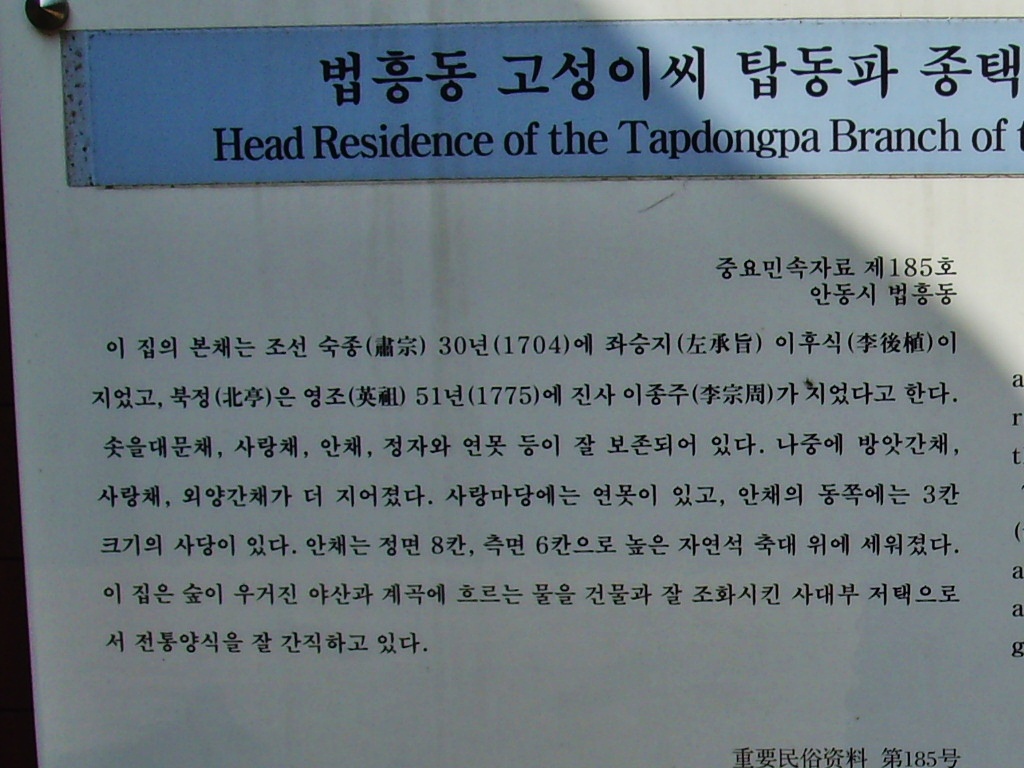 법흥동 고성이씨 탑동파 종택
Head Residence of the Tapdongpa Branch of
중요민속자료 제185호
안동시 법흥동
이 집의 본채는 조선 숙종(肅宗) 30년(1704)에 좌승지(左承旨) 이후식(李後植)이
지었고, 북정(北亭)은 영조(英祖) 51년(1775)에 진사 이종주(李宗周)가 지었다고 한다.
솟을대문채, 사랑채, 안채, 정자와 연못 등이 잘 보존되어 있다. 나중에 방앗간채,
사랑채, 외양간채가 더 지어졌다. 사랑마당에는 연못이 있고, 안채의 동쪽에는 3칸
크기의 사당이 있다. 안채는 정면 8칸, 측면 6칸으로 높은 자연석 축대 위에 세워졌다.
이 집은 숲이 우거진 야산과 계곡에 흐르는 물을 건물과 잘 조화시킨 사대부 저택으로
서 전통양식을 잘 간직하고 있다.
重要民俗资料 第185号